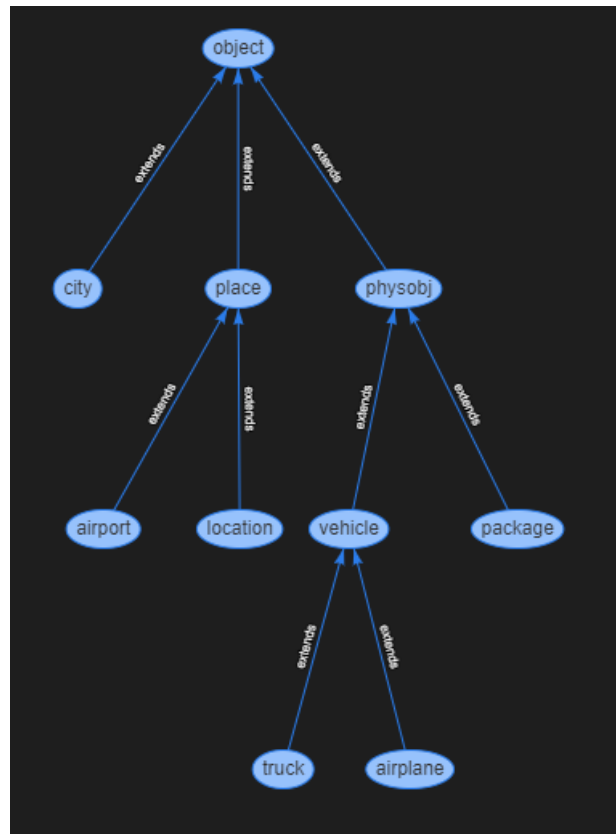 object
extends
extends
extends
city
place
physobj
extends
extends
extends
extends
airport
location
vehicle
package
extends
extends
truck
airplane